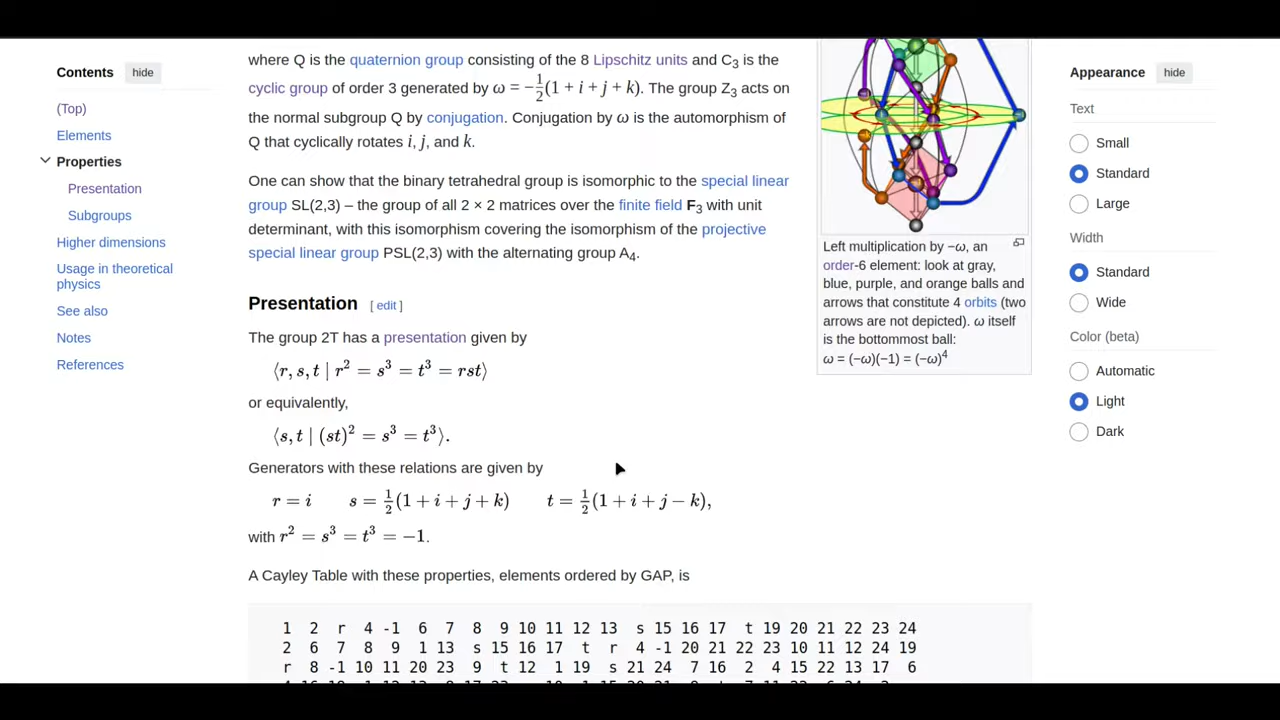 Contents hide
(Top)
Elements
Properties
Presentation
Subgroups
Higher dimensions
Usage in theoretical
physics
See also
Notes
References
where Q is the quaternion group consisting of the 8 Lipschitz units and C₃ is the
cyclic group of order 3 generated by ω = −½(1 + i + j + k). The group Z₃ acts on
the normal subgroup Q by conjugation. Conjugation by ω is the automorphism of
Q that cyclically rotates i, j, and k.
One can show that the binary tetrahedral group is isomorphic to the special linear
group SL(2,3) – the group of all 2 × 2 matrices over the finite field F₃ with unit
determinant, with this isomorphism covering the isomorphism of the projective
special linear group PSL(2,3) with the alternating group A₄.
Presentation [ edit ]
The group 2T has a presentation given by
⟨r, s, t | r² = s³ = t³ = rst⟩
or equivalently,
⟨s, t | (st)² = s³ = t³⟩.
Generators with these relations are given by
r = i s = ½(1 + i + j + k) t = ½(1 + i + j − k),
with r² = s³ = t³ = −1.
A Cayley Table with these properties, elements ordered by GAP, is
1 2 r 4 -1 6 7 8 9 10 11 12 13 s 15 16 17 t 19 20 21 22 23 24
2 6 7 8 9 1 13 s 15 16 17 t r 4 -1 20 21 22 23 10 11 12 24 19
r 8 -1 10 11 20 23 9 t 12 1 19 s 21 24 7 16 2 4 15 22 13 17 6
Left multiplication by −ω, an
order-6 element: look at gray,
blue, purple, and orange balls and
arrows that constitute 4 orbits (two
arrows are not depicted). ω itself
is the bottommost ball:
ω = (−ω)(−1) = (−ω)⁴
Appearance hide
Text
Small
Standard
Large
Width
Standard
Wide
Color (beta)
Automatic
Light
Dark